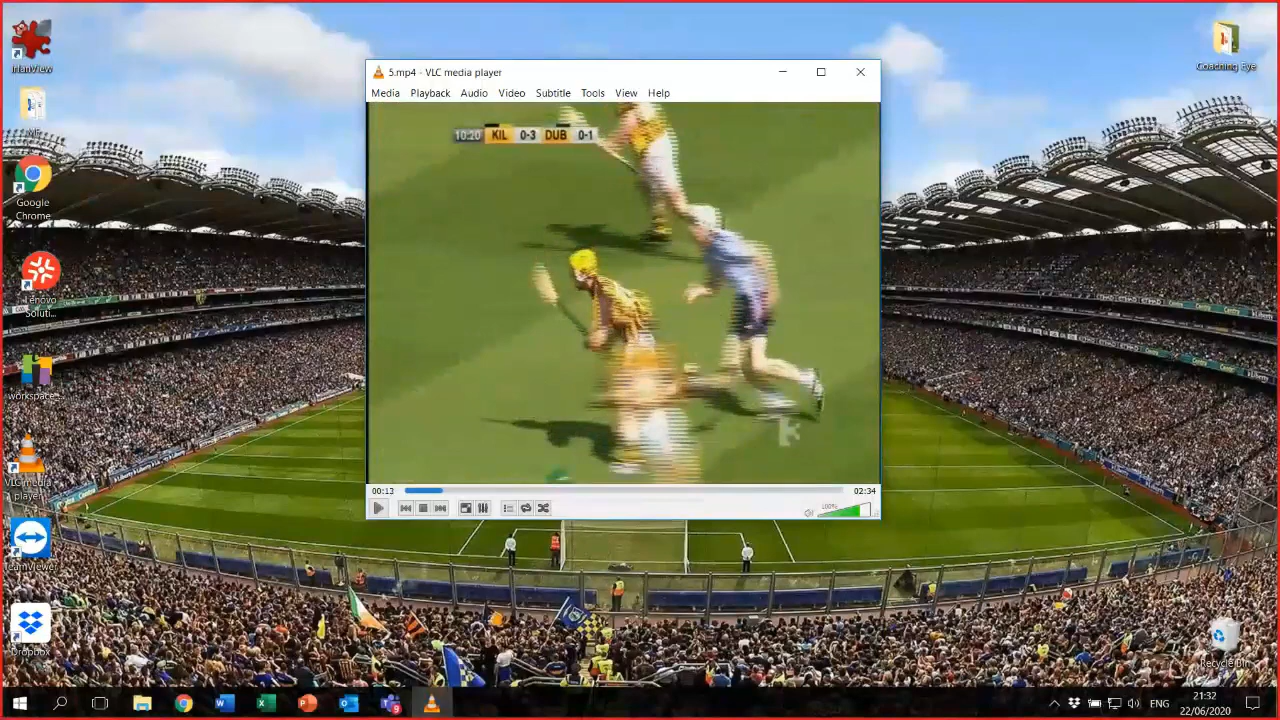 5.mp4 - VLC media player
Media Playback Audio Video Subtitle Tools View Help
10:20 KIL 0-3 DUB 0-1
00:13
02:34
100%
IrfanView
Google
Chrome
Lenovo
Soluti...
workspace...
VLC media
player
TeamViewer
Dropbox
Coaching Eye
Recycle Bin
ENG
21:32
22/06/2020